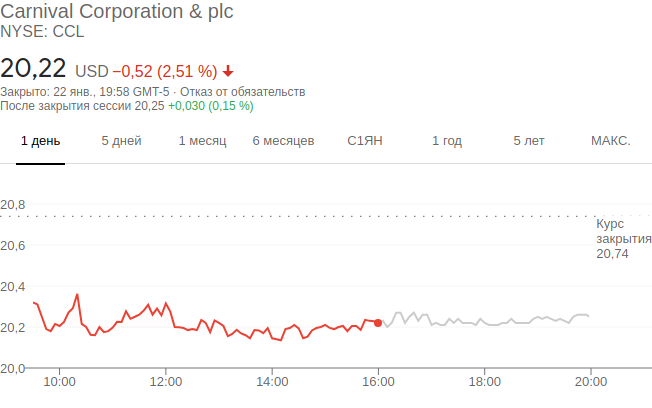 Carnival Corporation & plc
NYSE: CCL
20,22 USD −0,52 (2,51 %)
Закрыто: 22 янв., 19:58 GMT-5 · Отказ от обязательств
После закрытия сессии 20,25 +0,030 (0,15 %)
1 день 5 дней 1 месяц 6 месяцев С1ЯН 1 год 5 лет МАКС.
20,8
Курс
закрытия
20,6
20,74
20,4
20,2
20,0
10:00 12:00 14:00 16:00 18:00 20:00